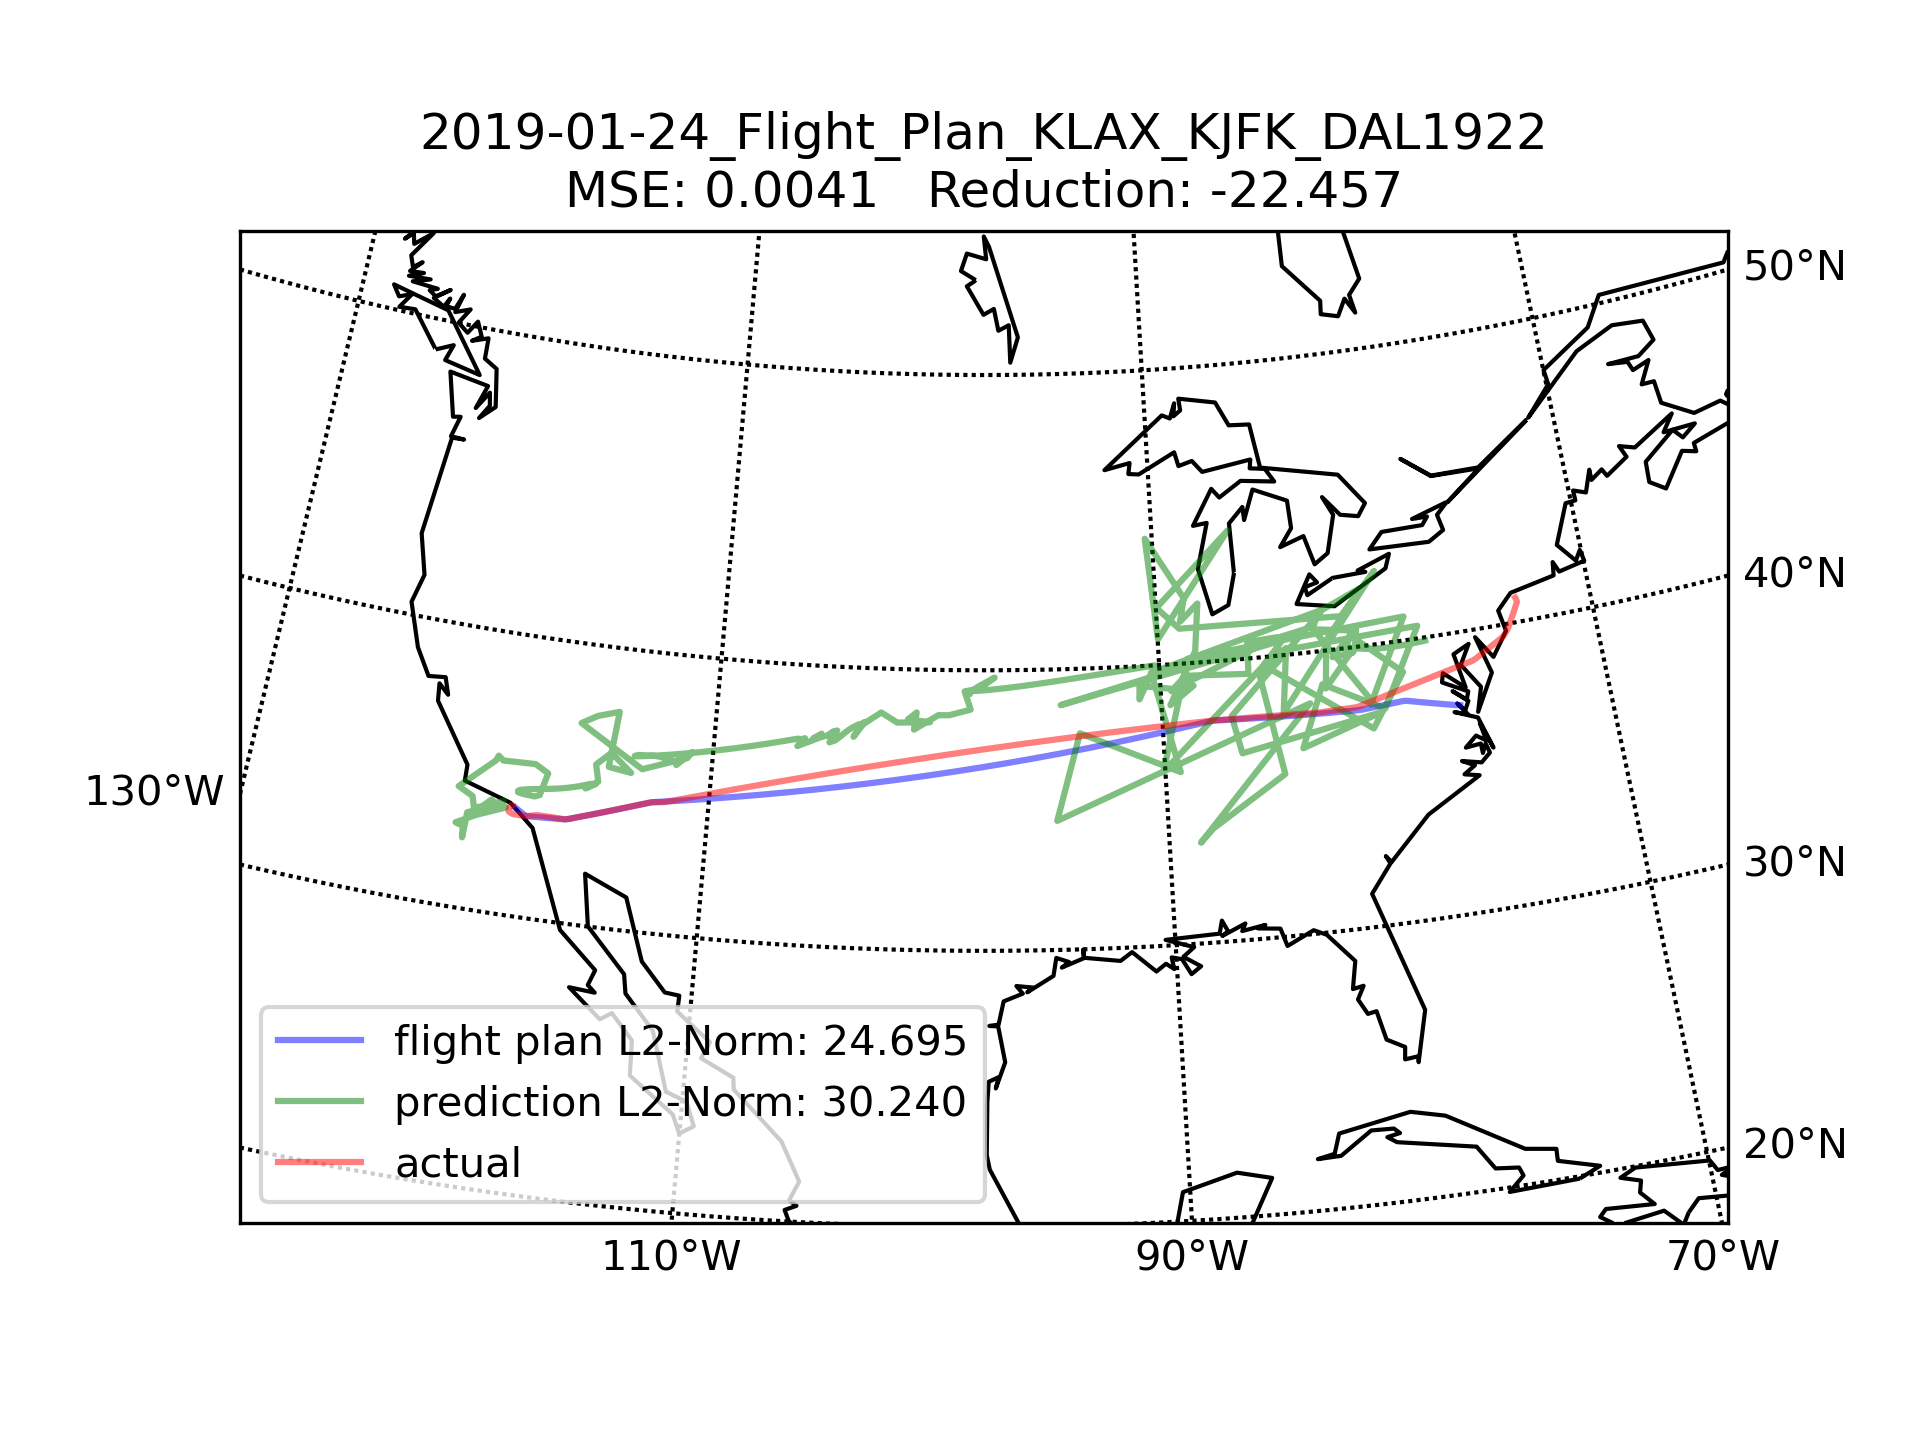 2019-01-24_Flight_Plan_KLAX_KJFK_DAL1922
MSE: 0.0041   Reduction: -22.457
50°N
40°N
130°W
30°N
20°N
flight plan L2-Norm: 24.695
prediction L2-Norm: 30.240
actual
110°W
90°W
70°W